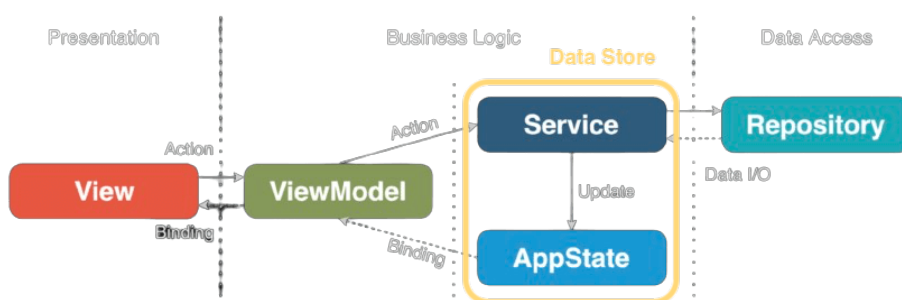 Presentation
Business Logic
Data Access
Data Store
Action
Service
Repository
Action
View
ViewModel
Data I/O
Update
Binding
Binding
AppState